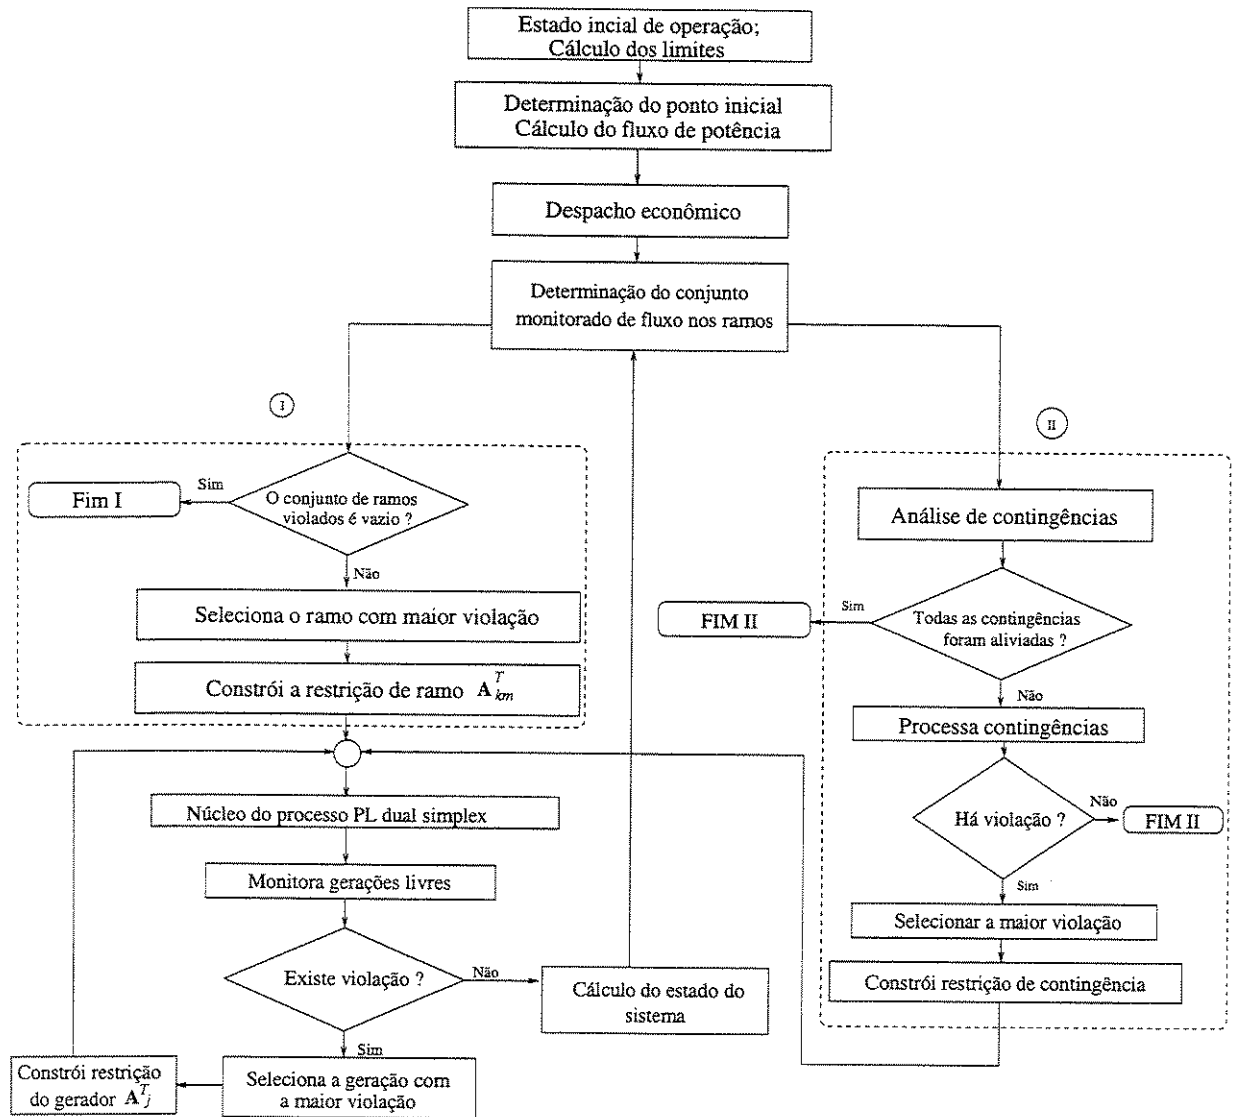 Estado incial de operação;
Cálculo dos limites
Determinação do ponto inicial
Cálculo do fluxo de potência
Despacho econômico
Determinação do conjunto
monitorado de fluxo nos ramos
I
II
Fim I
Sim
O conjunto de ramos
violados é vazio ?
Não
Seleciona o ramo com maior violação
Constrói a restrição de ramo A^T_km
Núcleo do processo PL dual simplex
Monitora gerações livres
Existe violação ?
Não
Cálculo do estado do
sistema
Sim
Seleciona a geração com
a maior violação
Constrói restrição
do gerador A^T_j
Análise de contingências
FIM II
Sim
Todas as contingências
foram aliviadas ?
Não
Processa contingências
Há violação ?
Não
FIM II
Sim
Selecionar a maior violação
Constrói restrição de contingência